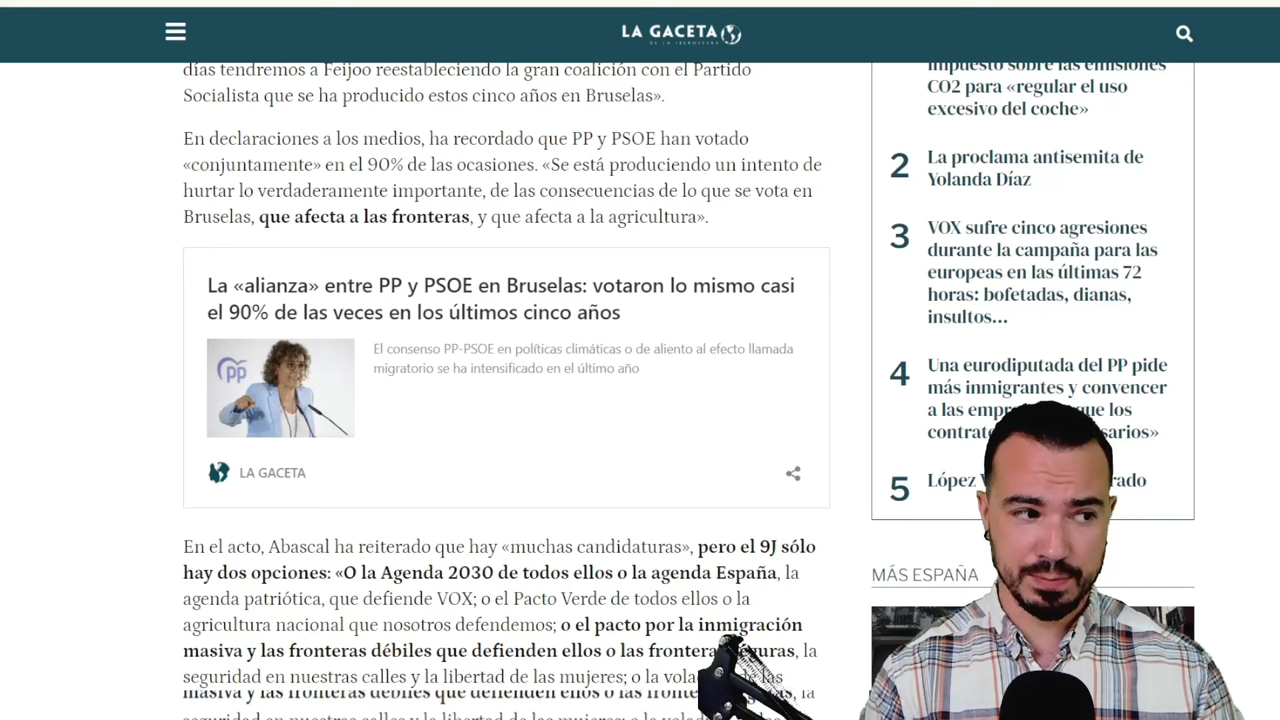 LA GACETA
días tendremos a Feijoo reestableciendo la gran coalición con el Partido
Socialista que se ha producido estos cinco años en Bruselas».
En declaraciones a los medios, ha recordado que PP y PSOE han votado
«conjuntamente» en el 90% de las ocasiones. «Se está produciendo un intento de
hurtar lo verdaderamente importante, de las consecuencias de lo que se vota en
Bruselas, que afecta a las fronteras, y que afecta a la agricultura».
La «alianza» entre PP y PSOE en Bruselas: votaron lo mismo casi
el 90% de las veces en los últimos cinco años
pp
El consenso PP-PSOE en políticas climáticas o de aliento al efecto llamada
migratorio se ha intensificado en el último año
LA GACETA
En el acto, Abascal ha reiterado que hay «muchas candidaturas», pero el 9J sólo
hay dos opciones: «O la Agenda 2030 de todos ellos o la agenda España, la
agenda patriótica, que defiende VOX; o el Pacto Verde de todos ellos o la
agricultura nacional que nosotros defendemos; o el pacto por la inmigración
masiva y las fronteras débiles que defienden ellos o las fronteras
seguridad en nuestras calles y la libertad de las mujeres; o la
masiva y las fronteras débiles que defienden ellos o las
seguridad en nuestras calles y la libertad de las mujeres; o la
impuesto sobre las emisiones
CO2 para «regular el uso
excesivo del coche»
2 La proclama antisemita de
Yolanda Díaz
3 VOX sufre cinco agresiones
durante la campaña para las
europeas en las últimas 72
horas: bofetadas, dianas,
insultos...
4 Una eurodiputada del PP pide
más inmigrantes y convencer
a las que los
5 López
MÁS ESPAÑA